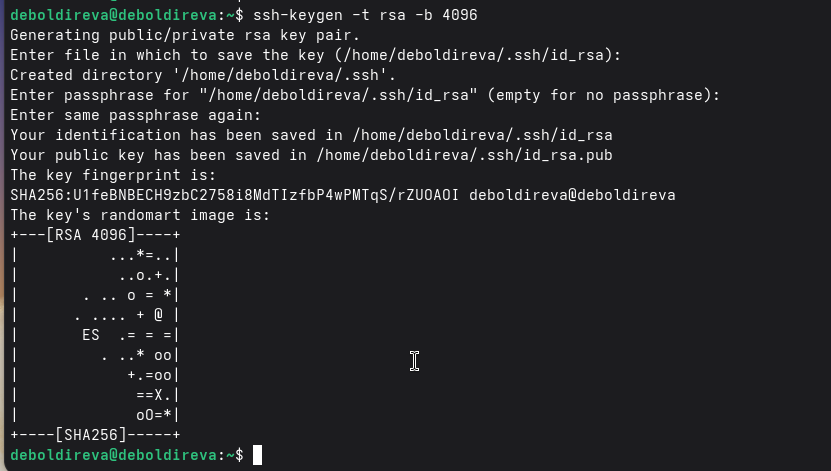 deboldireva@deboldireva:~$ ssh-keygen -t rsa -b 4096
Generating public/private rsa key pair.
Enter file in which to save the key (/home/deboldireva/.ssh/id_rsa):
Created directory '/home/deboldireva/.ssh'.
Enter passphrase for "/home/deboldireva/.ssh/id_rsa" (empty for no passphrase):
Enter same passphrase again:
Your identification has been saved in /home/deboldireva/.ssh/id_rsa
Your public key has been saved in /home/deboldireva/.ssh/id_rsa.pub
The key fingerprint is:
SHA256:U1feBNBECH9zbC2758i8MdTIzfbP4wPMTqS/rZUOAOI deboldireva@deboldireva
The key's randomart image is:
+---[RSA 4096]----+
|          ...*=..|
|           ..o.+.|
|       . .. o = *|
|      . .... + @ |
|       ES  .= = =|
|         . ..* oo|
|            +.=oo|
|             ==X.|
|             oO=*|
+----[SHA256]-----+
deboldireva@deboldireva:~$